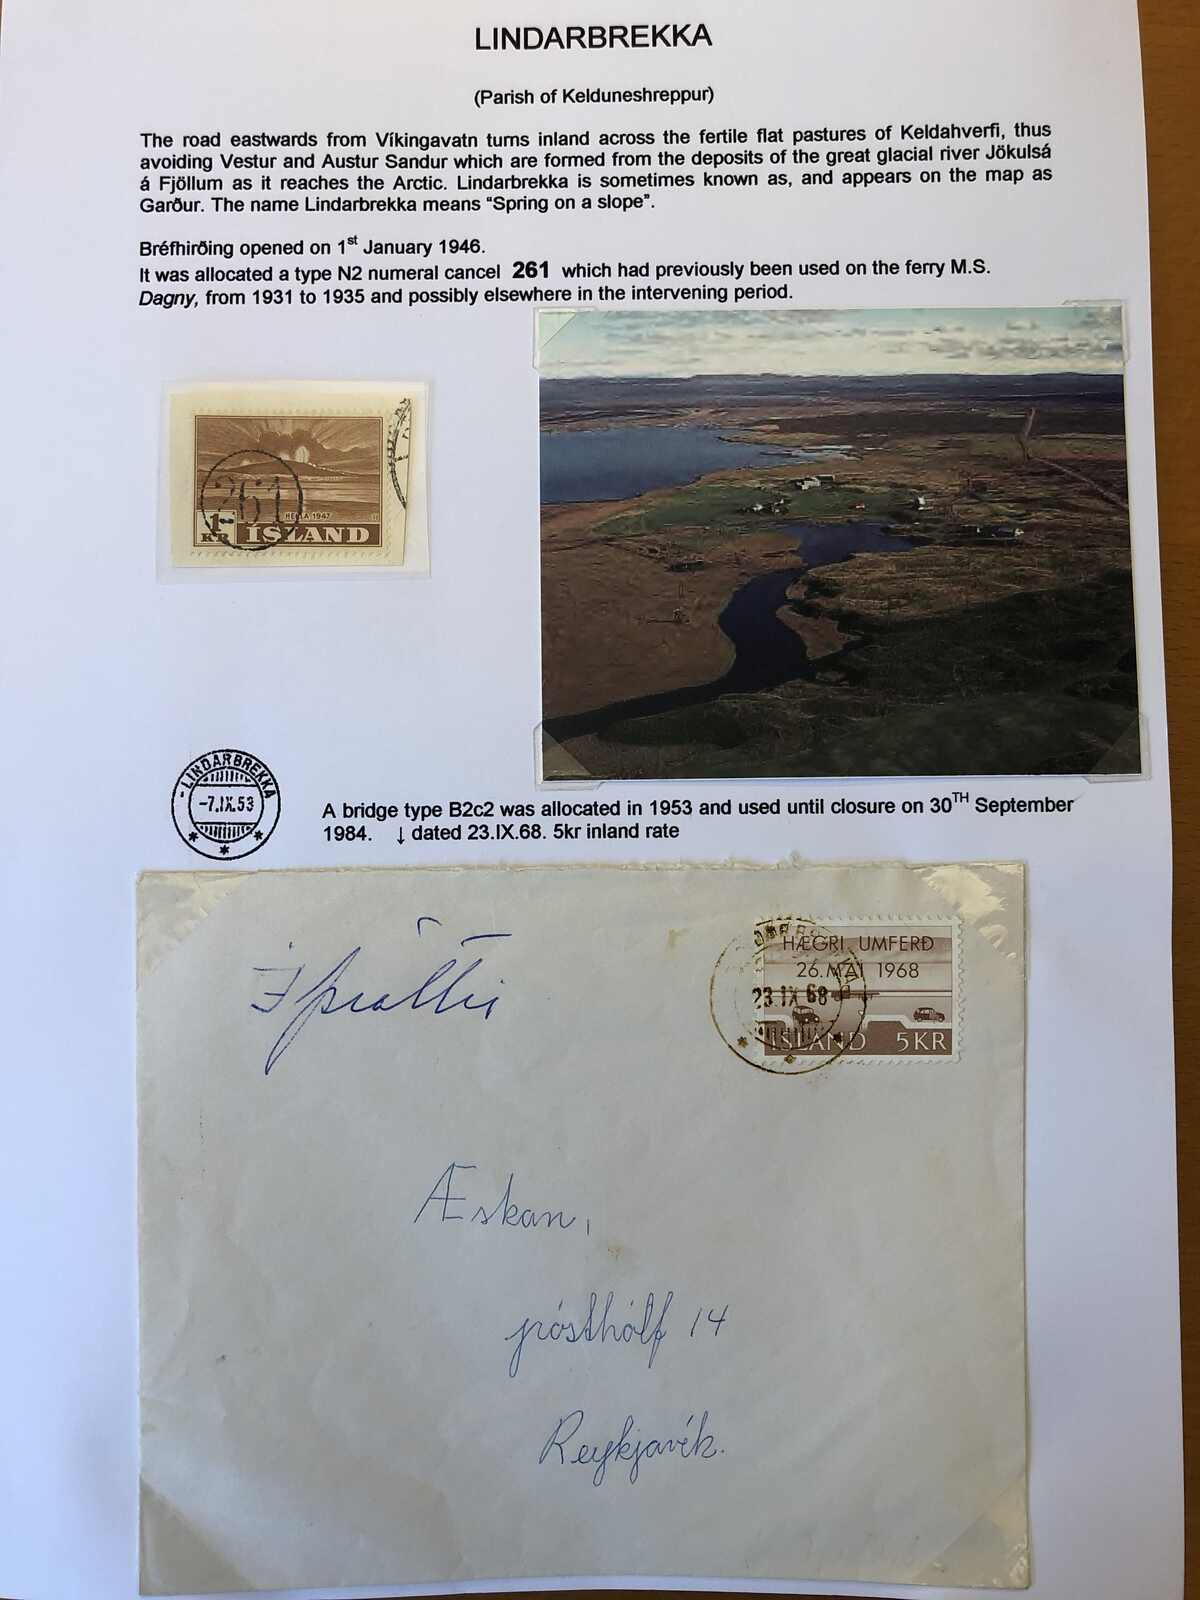 LINDARBREKKA
(Parish of Kelduneshreppur)
The road eastwards from Víkingavatn turns inland across the fertile flat pastures of Keldahverfi, thus
avoiding Vestur and Austur Sandur which are formed from the deposits of the great glacial river Jökulsá
á Fjöllum as it reaches the Arctic. Lindarbrekka is sometimes known as, and appears on the map as
Garður. The name Lindarbrekka means “Spring on a slope”.
Bréfhirðing opened on 1st January 1946.
It was allocated a type N2 numeral cancel 261 which had previously been used on the ferry M.S.
Dagny, from 1931 to 1935 and possibly elsewhere in the intervening period.
261
HEKLA 1947
1 KR ÍSLAND
LINDARBREKKA
-7.IX.53
A bridge type B2c2 was allocated in 1953 and used until closure on 30TH September
1984. ↓ dated 23.IX.68. 5kr inland rate
HÆGRI UMFERÐ
26. MAÍ 1968
23.IX 68
ÍSLAND 5KR
Æskan,
pósthólf 14
Reykjavík.